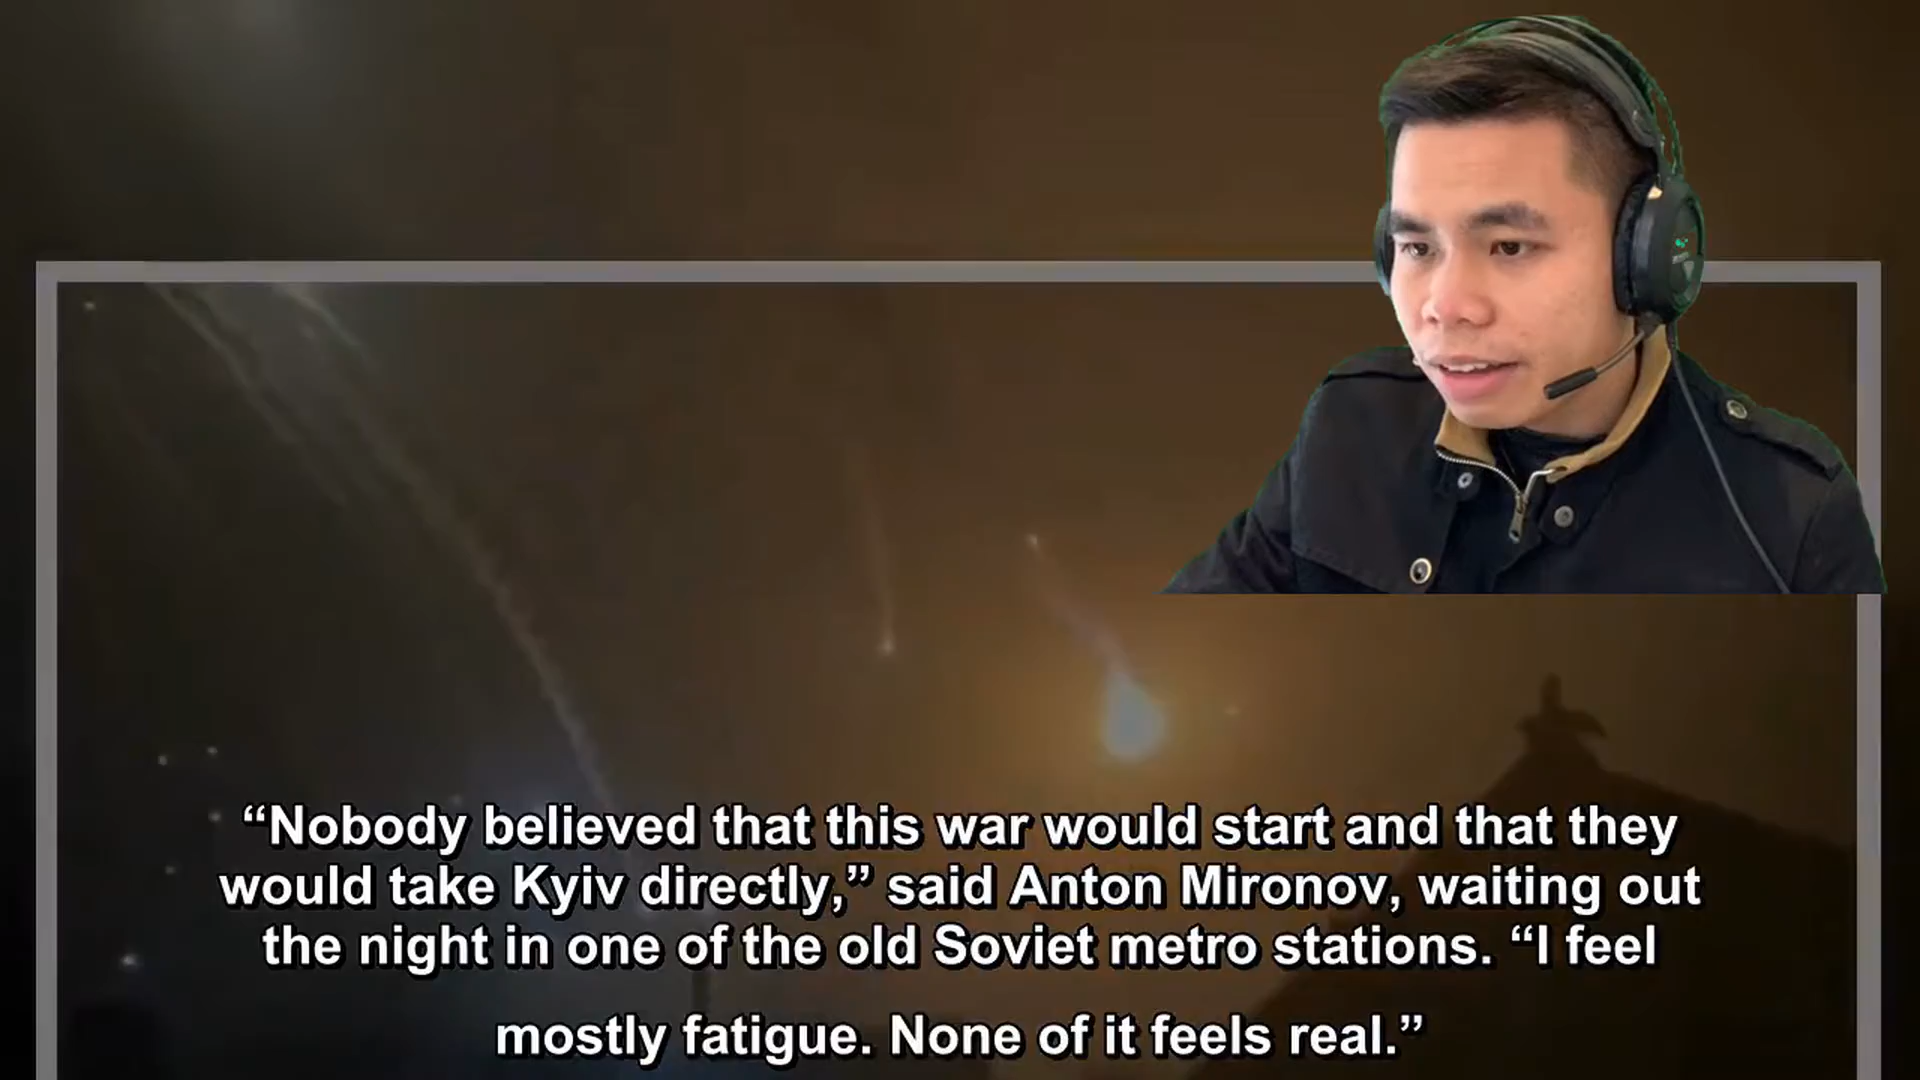 “Nobody believed that this war would start and that they
would take Kyiv directly,” said Anton Mironov, waiting out
the night in one of the old Soviet metro stations. “I feel
mostly fatigue. None of it feels real.”